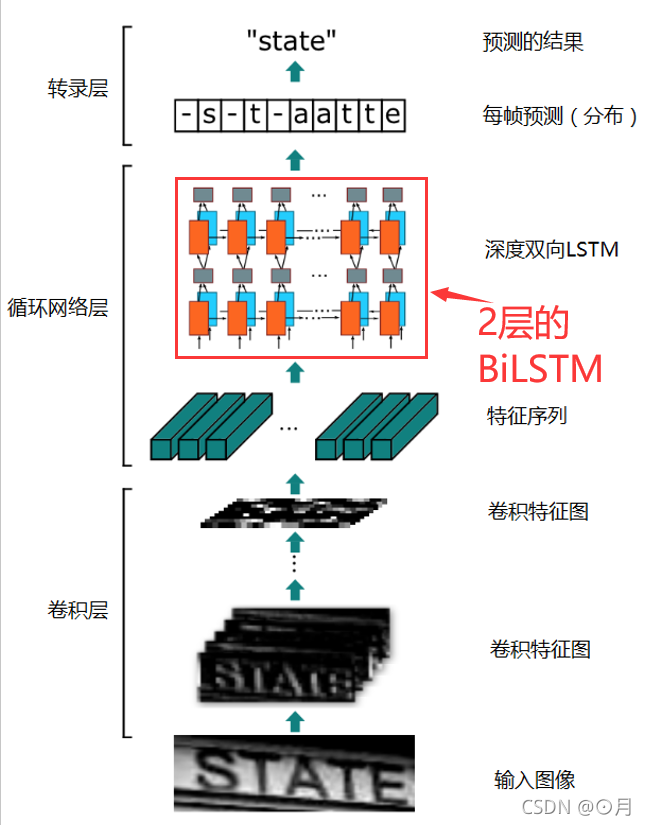 "state"
预测的结果
转录层
-s-t-aatte
每帧预测（分布）
深度双向LSTM
循环网络层
2层的
BiLSTM
特征序列
卷积特征图
卷积层
卷积特征图
STATE
STATE
输入图像
CSDN @⊙月